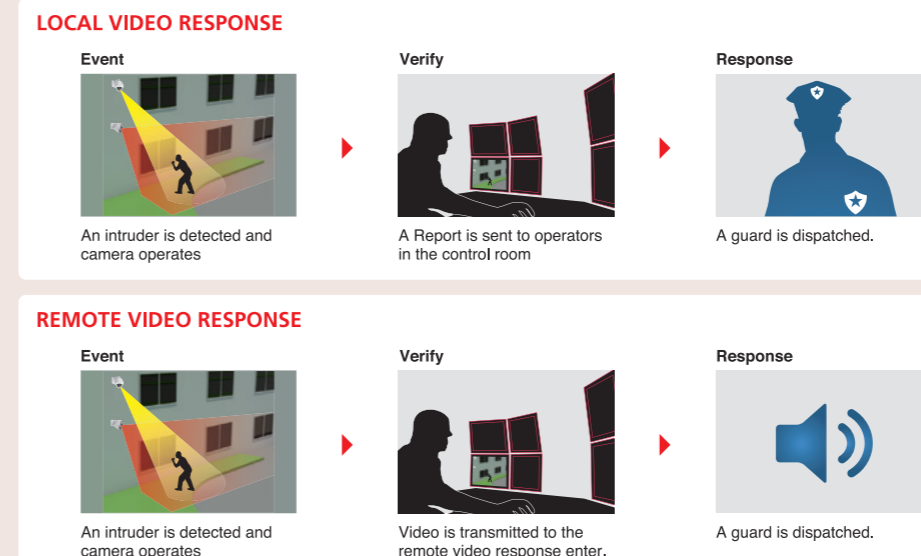 LOCAL VIDEO RESPONSE
Event
Verify
Response
An intruder is detected and
camera operates
A Report is sent to operators
in the control room
A guard is dispatched.
REMOTE VIDEO RESPONSE
Event
Verify
Response
An intruder is detected and
camera operates
Video is transmitted to the
remote video response enter.
A guard is dispatched.